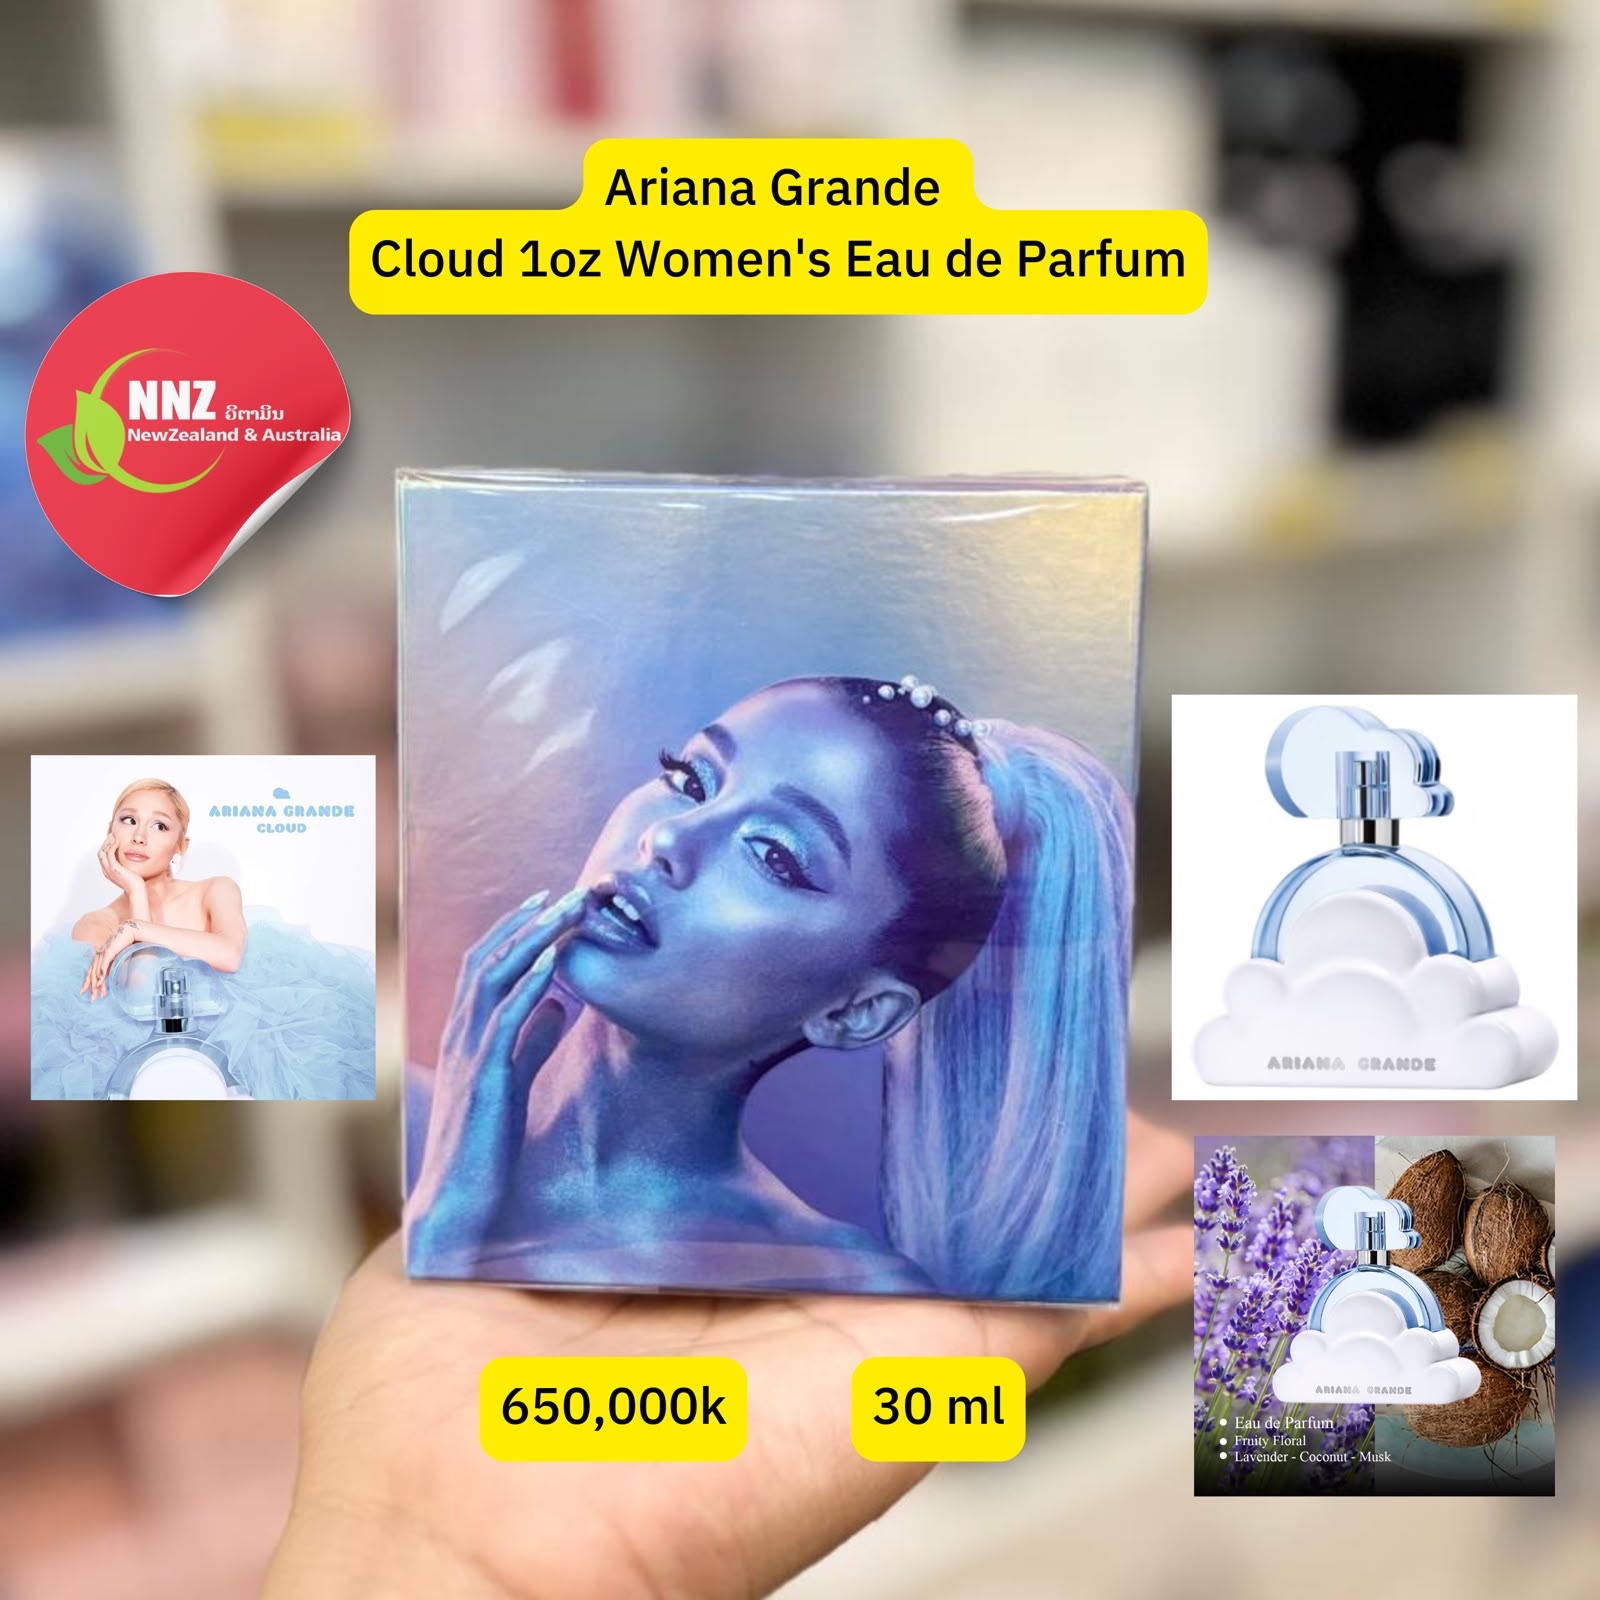 Ariana Grande
Cloud 1oz Women's Eau de Parfum
NNZ ວິຕາມິນ
NewZealand & Australia
ARIANA GRANDE
CLOUD
ARIANA GRANDE
ARIANA GRANDE
• Eau de Parfum
• Fruity Floral
• Lavender - Coconut - Musk
650,000k
30 ml